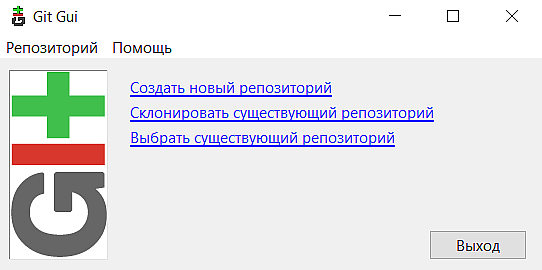 Git Gui
Репозиторий Помощь
Создать новый репозиторий
Склонировать существующий репозиторий
Выбрать существующий репозиторий
Выход